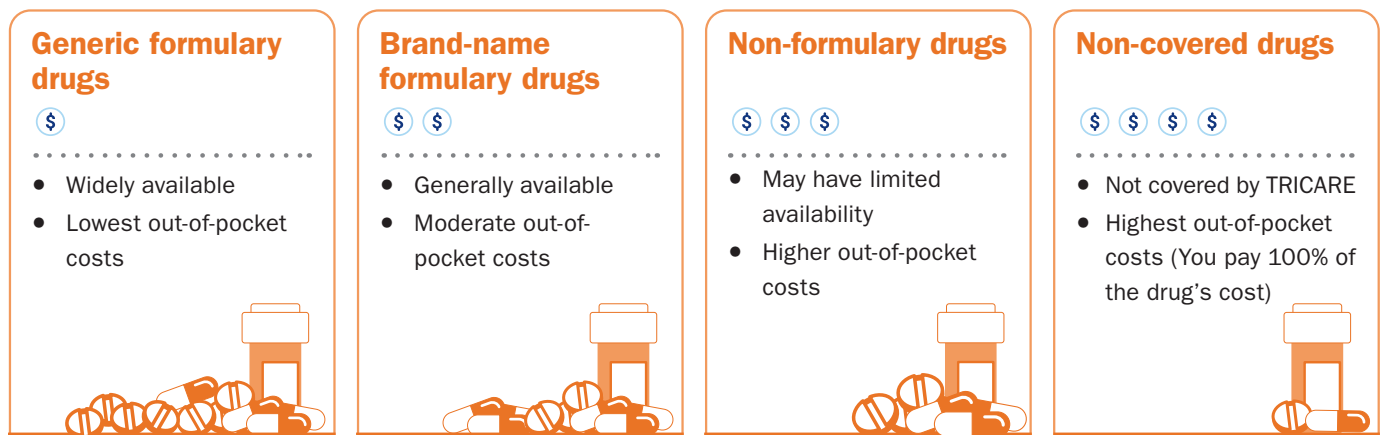 Generic formulary
drugs
$
• Widely available
• Lowest out-of-pocket
costs
Brand-name
formulary drugs
$ $
• Generally available
• Moderate out-of-
pocket costs
Non-formulary drugs
$ $ $
• May have limited
availability
• Higher out-of-pocket
costs
Non-covered drugs
$ $ $ $
• Not covered by TRICARE
• Highest out-of-pocket
costs (You pay 100% of
the drug’s cost)